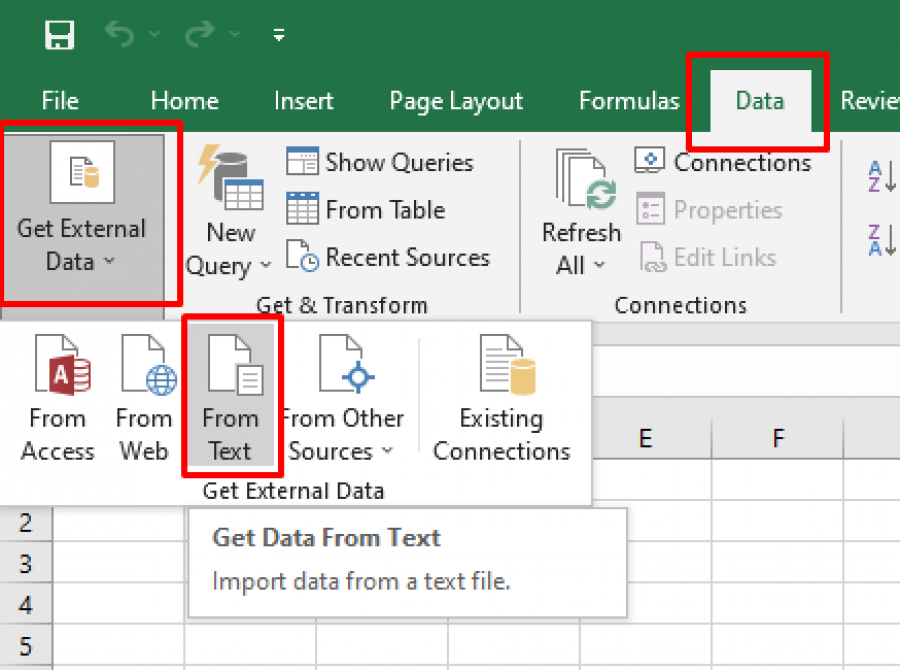 File Home Insert Page Layout Formulas Data Revie
Get External
Data
New
Query
Show Queries
From Table
Recent Sources
Get & Transform
Refresh
All
Connections
Properties
Edit Links
Connections
A
Z
Z
A
From
Access
From
Web
From
Text
From Other
Sources
Existing
Connections
Get External Data
E F
2
3
4
5
Get Data From Text
Import data from a text file.